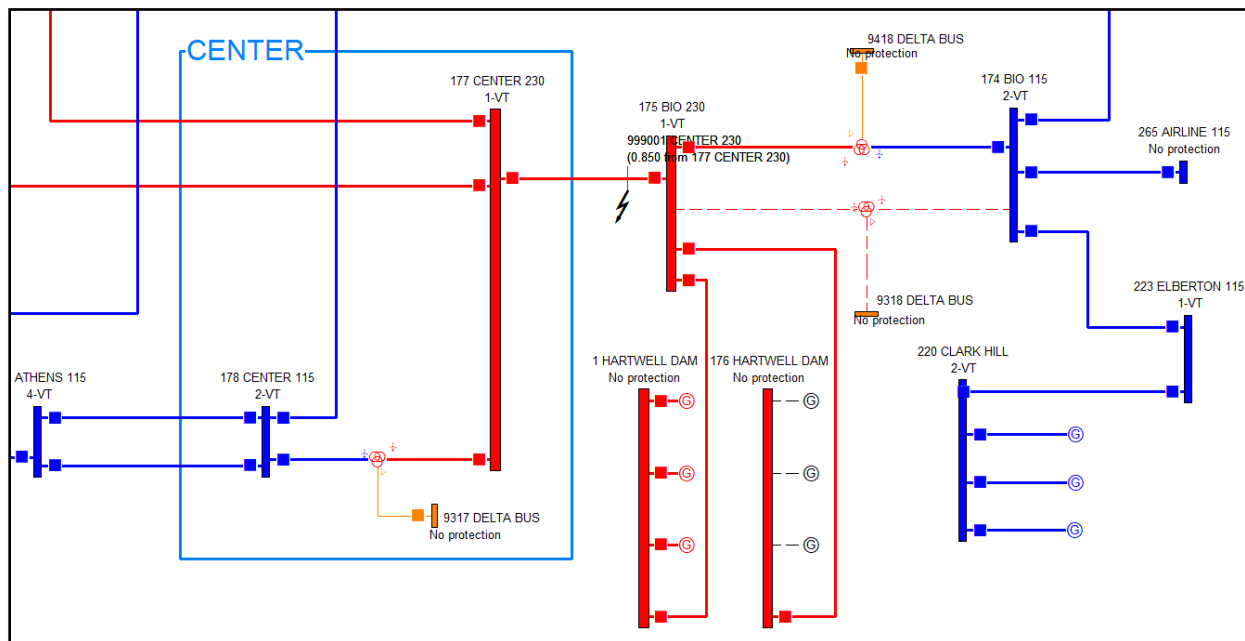 CENTER
177 CENTER 230
1-VT
175 BIO 230
1-VT
999001 CENTER 230
(0.850 from 177 CENTER 230)
9418 DELTA BUS
No protection
174 BIO 115
2-VT
265 AIRLINE 115
No protection
9318 DELTA BUS
No protection
223 ELBERTON 115
1-VT
ATHENS 115
4-VT
178 CENTER 115
2-VT
1 HARTWELL DAM
No protection
176 HARTWELL DAM
No protection
220 CLARK HILL
2-VT
9317 DELTA BUS
No protection
G
G
G
G
G
G
G
G
G